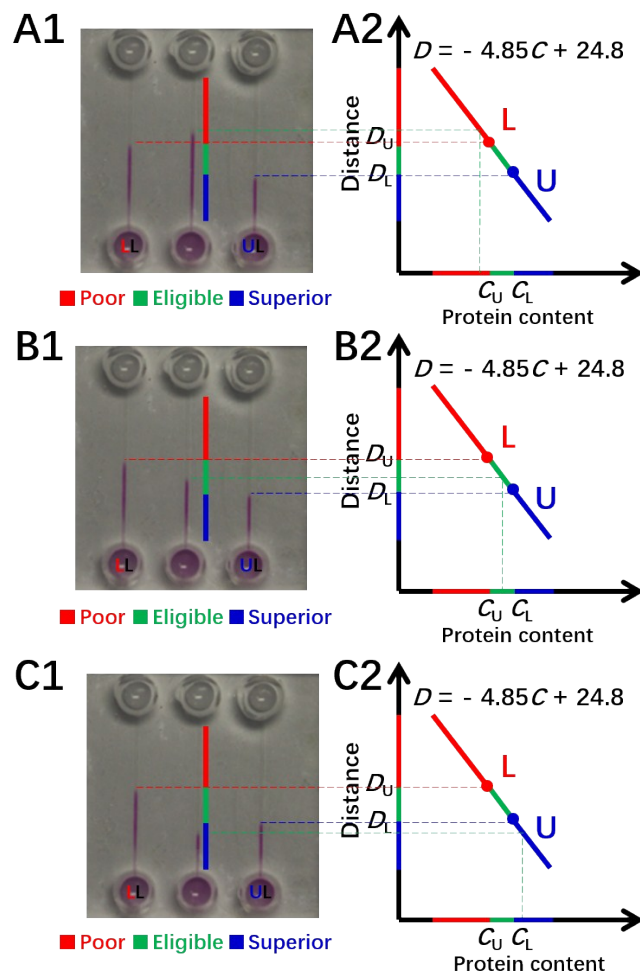 A1
A2
D = - 4.85C + 24.8
Distance
DU
DL
L
U
LL
UL
CU CL
Protein content
Poor Eligible Superior
B1
B2
D = - 4.85C + 24.8
Distance
DU
DL
L
U
LL
UL
CU CL
Protein content
Poor Eligible Superior
C1
C2
D = - 4.85C + 24.8
Distance
DU
DL
L
U
LL
UL
CU CL
Protein content
Poor Eligible Superior